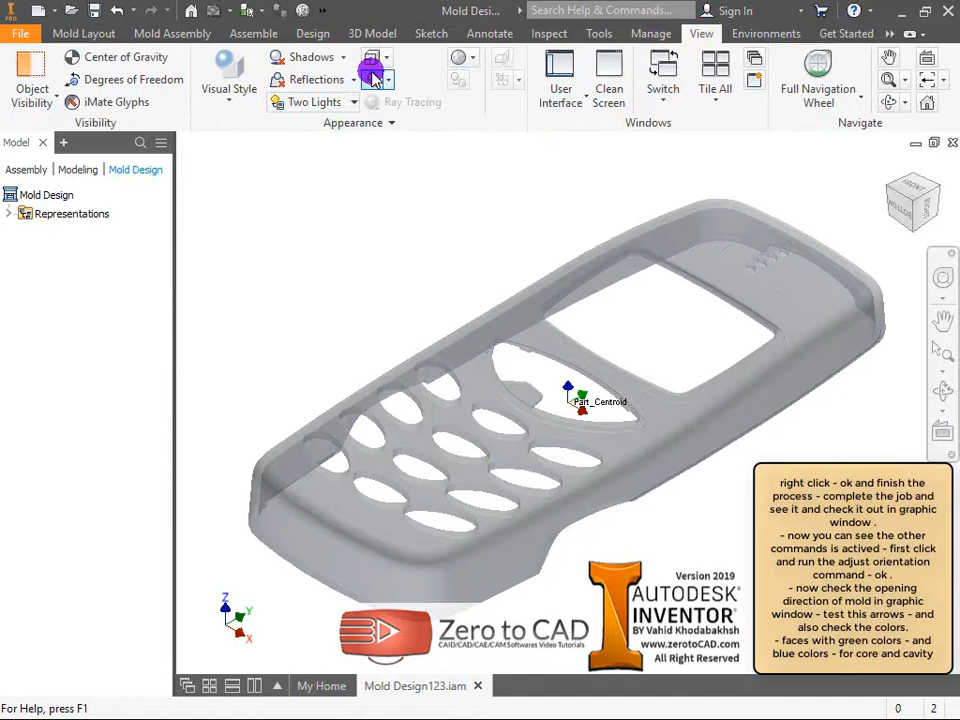 PRO
Mold Desi...
Search Help & Commands...
Sign In
File
Mold Layout
Mold Assembly
Assembly
Design
3D Model
Sketch
Annotate
Inspect
Tools
Manage
View
Environments
Get Started
Object Visibility
Center of Gravity
Degrees of Freedom
iMate Glyphs
Visual Style
Shadows
Reflections
Two Lights
Ray Tracing
User Interface
Clean Screen
Switch
Tile All
Full Navigation Wheel
Visibility
Appearance
Windows
Navigate
Model
Assembly
Modeling
Mold Design
Mold Design
Representations
FRONT
BOTTOM
RIGHT
Part_Centroid
right click - ok and finish the
process - complete the job and
see it and check it out in graphic
window .
- now you can see the other
commands is actived - first click
and run the adjust orientation
command - ok .
- now check the opening
direction of mold in graphic
window - test this arrows - and
also check the colors.
- faces with green colors - and
blue colors - for core and cavity
Z
Y
X
Zero to CAD
CAID/CAD/CAE/CAM Softwares Video Tutorials
Version 2019
AUTODESK®
INVENTOR®
BY Vahid Khodabakhsh
www.zerotoCAD.com
All Right Reserved
My Home
Mold Design123.iam
For Help, press F1
0
2